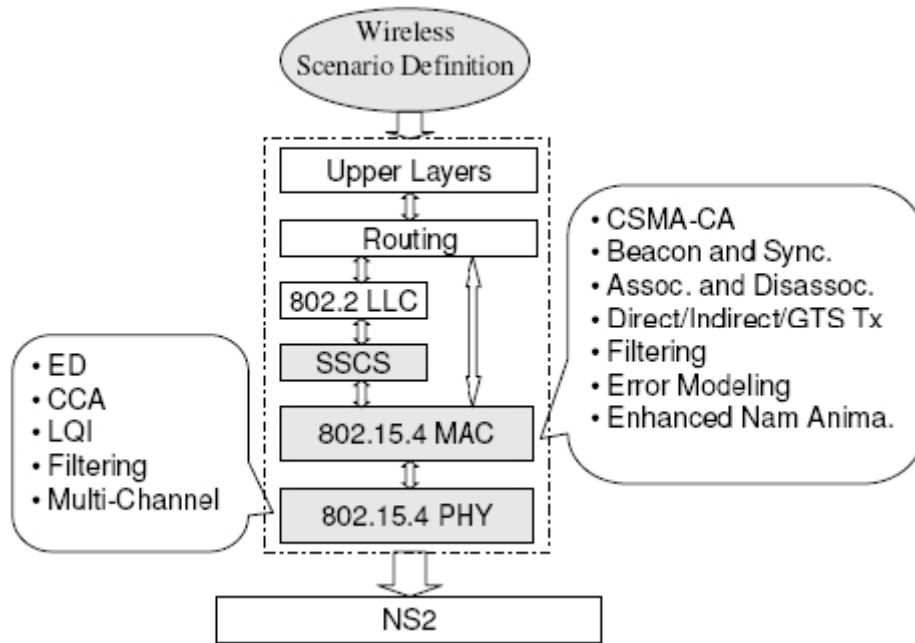 Wireless
Scenario Definition
Upper Layers
Routing
802.2 LLC
SSCS
802.15.4 MAC
802.15.4 PHY
NS2
• ED
• CCA
• LQI
• Filtering
• Multi-Channel
• CSMA-CA
• Beacon and Sync.
• Assoc. and Disassoc.
• Direct/Indirect/GTS Tx
• Filtering
• Error Modeling
• Enhanced Nam Anima.